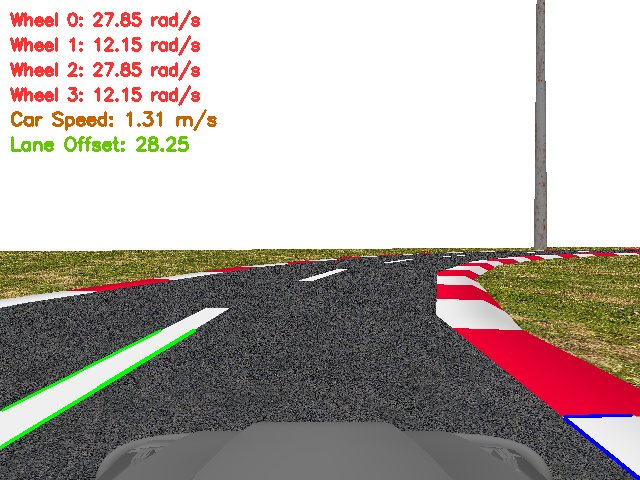 Wheel 0: 27.85 rad/s
Wheel 1: 12.15 rad/s
Wheel 2: 27.85 rad/s
Wheel 3: 12.15 rad/s
Car Speed: 1.31 m/s
Lane Offset: 28.25